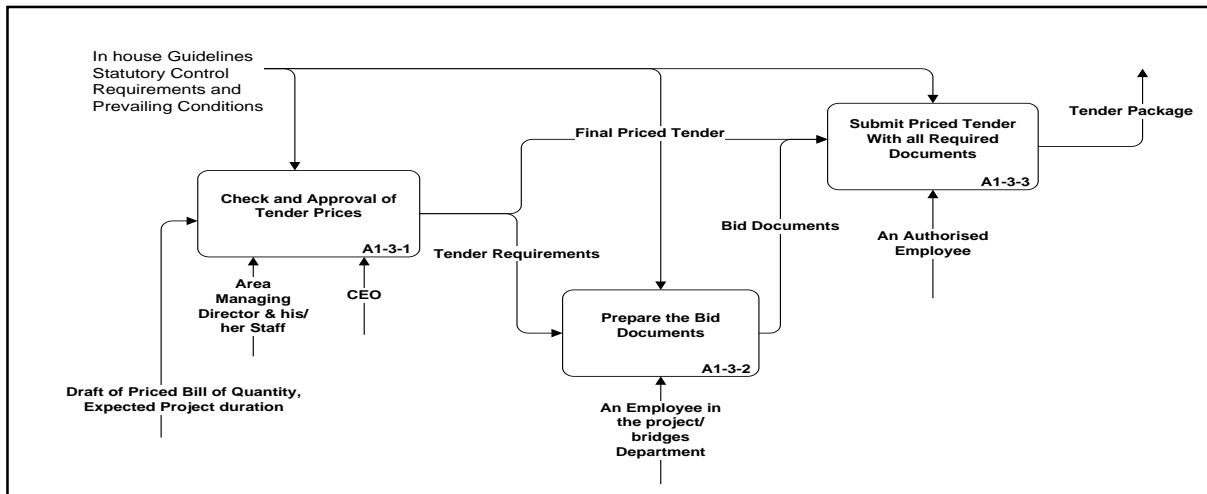 In house Guidelines
Statutory Control
Requirements and
Prevailing Conditions
Tender Package
Submit Priced Tender
With all Required
Documents
A1-3-3
Final Priced Tender
Check and Approval of
Tender Prices
A1-3-1
Bid Documents
An Authorised
Employee
Tender Requirements
Area
Managing
Director & his/
her Staff
CEO
Prepare the Bid
Documents
A1-3-2
Draft of Priced Bill of Quantity,
Expected Project duration
An Employee in
the project/
bridges
Department